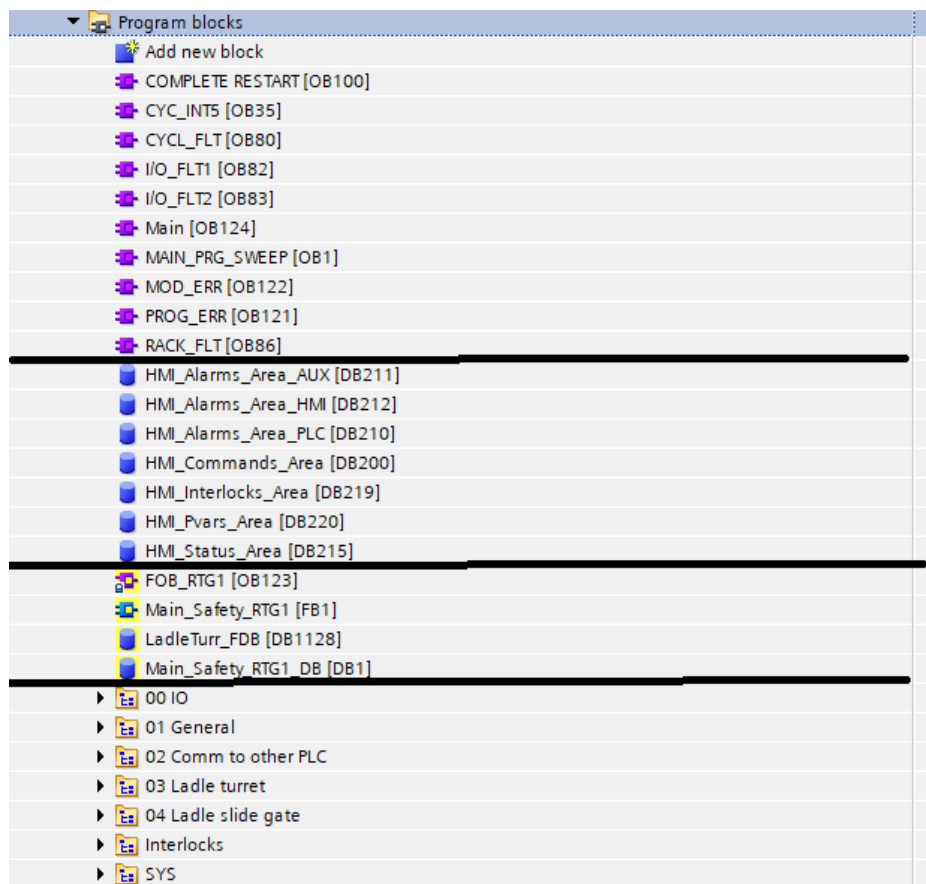 Program blocks
Add new block
COMPLETE RESTART [OB100]
CYC_INT5 [OB35]
CYCL_FLT [OB80]
I/O_FLT1 [OB82]
I/O_FLT2 [OB83]
Main [OB124]
MAIN_PRG_SWEEP [OB1]
MOD_ERR [OB122]
PROG_ERR [OB121]
RACK_FLT [OB86]
HMI_Alarms_Area_AUX [DB211]
HMI_Alarms_Area_HMI [DB212]
HMI_Alarms_Area_PLC [DB210]
HMI_Commands_Area [DB200]
HMI_Interlocks_Area [DB219]
HMI_Pvars_Area [DB220]
HMI_Status_Area [DB215]
FOB_RTG1 [OB123]
Main_Safety_RTG1 [FB1]
LadleTurr_FDB [DB1128]
Main_Safety_RTG1_DB [DB1]
00 IO
01 General
02 Comm to other PLC
03 Ladle turret
04 Ladle slide gate
Interlocks
SYS